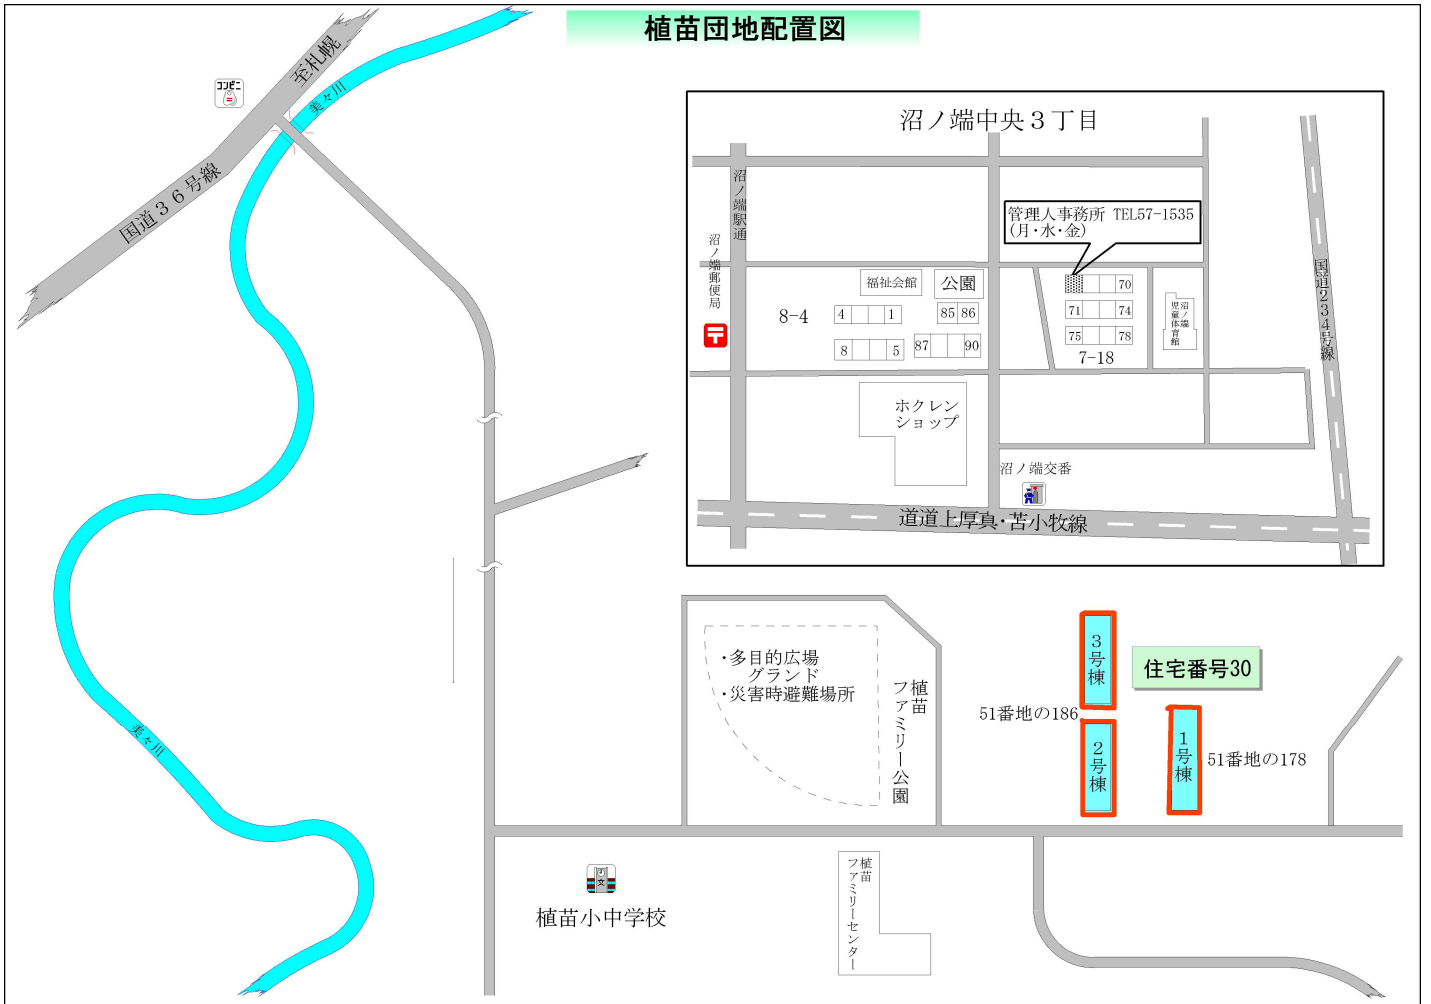 植苗団地配置図
至札幌
コンビニ
美々川
国道３６号線
沼ノ端中央３丁目
沼ノ端駅通
管理人事務所 TEL57-1535
(月・水・金)
沼ノ端郵便局
福祉会館
公園
70
8-4
4
1
85
86
71
74
沼ノ端
児童体育館
国道234号線
8
5
87
90
75
78
7-18
ホクレン
ショップ
沼ノ端交番
道道上厚真・苫小牧線
・多目的広場
グランド
・災害時避難場所
植苗
ファミリー公園
3号棟
住宅番号30
51番地の186
2号棟
1号棟
51番地の178
美々川
文
植苗小中学校
植苗
ファミリーセンター